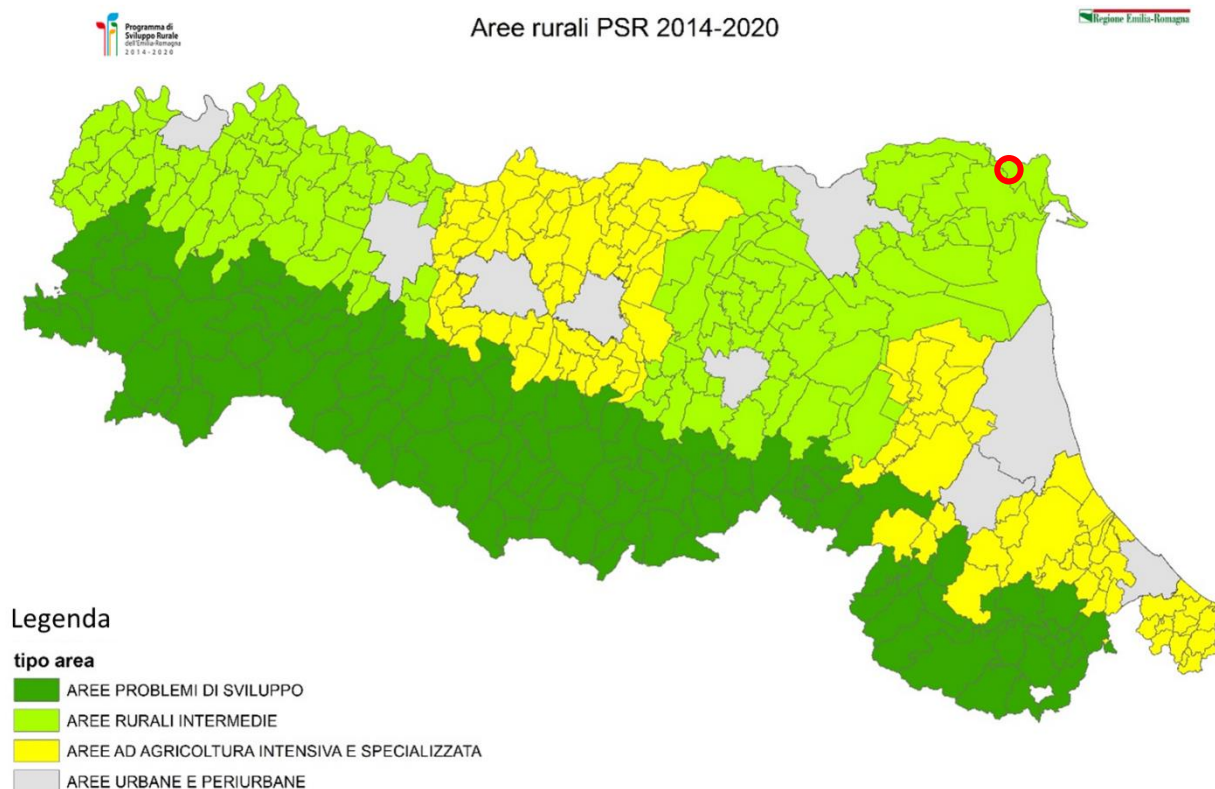 Programma di
Sviluppo Rurale
dell'Emilia-Romagna
2014-2020
Aree rurali PSR 2014-2020
Regione Emilia-Romagna
Legenda
tipo area
AREE PROBLEMI DI SVILUPPO
AREE RURALI INTERMEDIE
AREE AD AGRICOLTURA INTENSIVA E SPECIALIZZATA
AREE URBANE E PERIURBANE